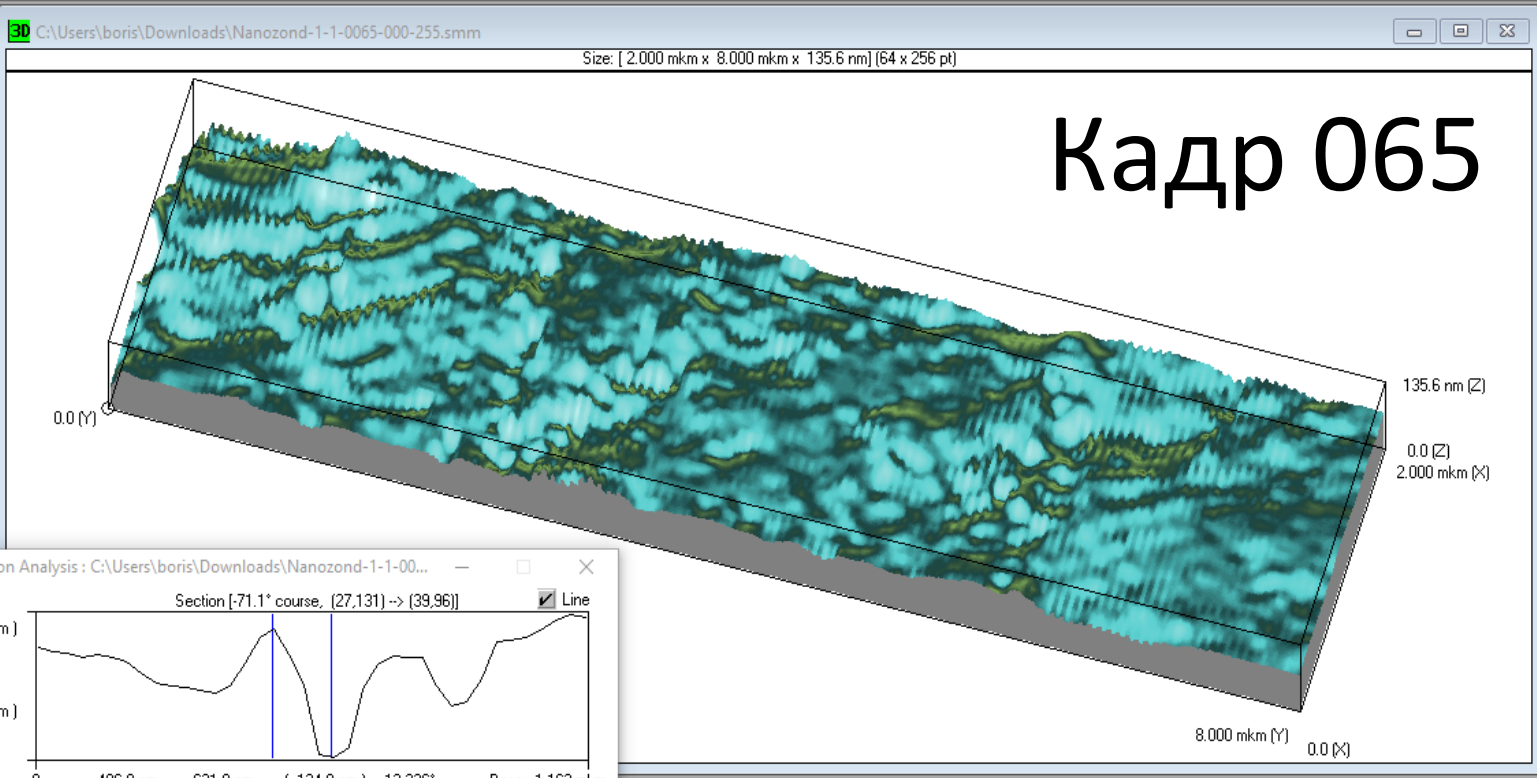 3D C:\Users\boris\Downloads\Nanozond-1-1-0065-000-255.smm
Size: [ 2.000 mkm x 8.000 mkm x 135.6 nm] (64 x 256 pt)
Кадр 065
135.6 nm (Z)
0.0 (Y)
0.0 (Z)
2.000 mkm (X)
on Analysis : C:\Users\boris\Downloads\Nanozond-1-1-00...
Section [-71.1° course, (27,131) --> (39,96)]
Line
m )
m )
8.000 mkm (Y)
0.0 (X)
0